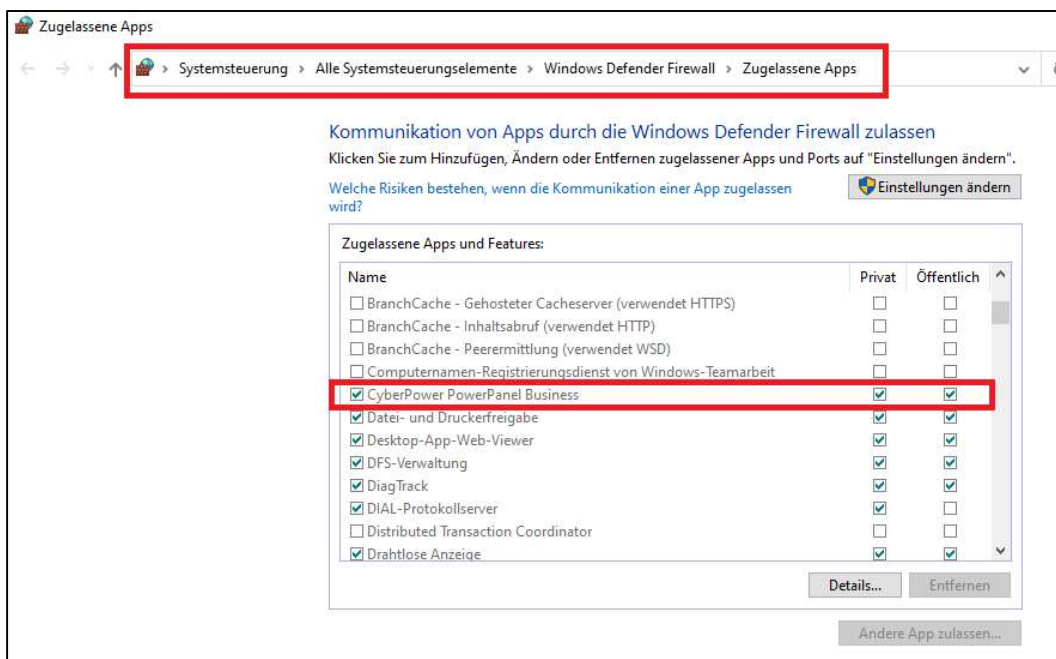 Zugelassene Apps
Systemsteuerung > Alle Systemsteuerungselemente > Windows Defender Firewall > Zugelassene Apps
Kommunikation von Apps durch die Windows Defender Firewall zulassen
Klicken Sie zum Hinzufügen, Ändern oder Entfernen zugelassener Apps und Ports auf "Einstellungen ändern".
Welche Risiken bestehen, wenn die Kommunikation einer App zugelassen
wird?
Einstellungen ändern
Zugelassene Apps und Features:
Name Privat Öffentlich
BranchCache - Gehosteter Cacheserver (verwendet HTTPS)
BranchCache - Inhaltsabruf (verwendet HTTP)
BranchCache - Peerermittlung (verwendet WSD)
Computernamen-Registrierungsdienst von Windows-Teamarbeit
CyberPower PowerPanel Business
Datei- und Druckerfreigabe
Desktop-App-Web-Viewer
DFS-Verwaltung
DiagTrack
DIAL-Protokollserver
Distributed Transaction Coordinator
Drahtlose Anzeige
Details... Entfernen
Andere App zulassen...